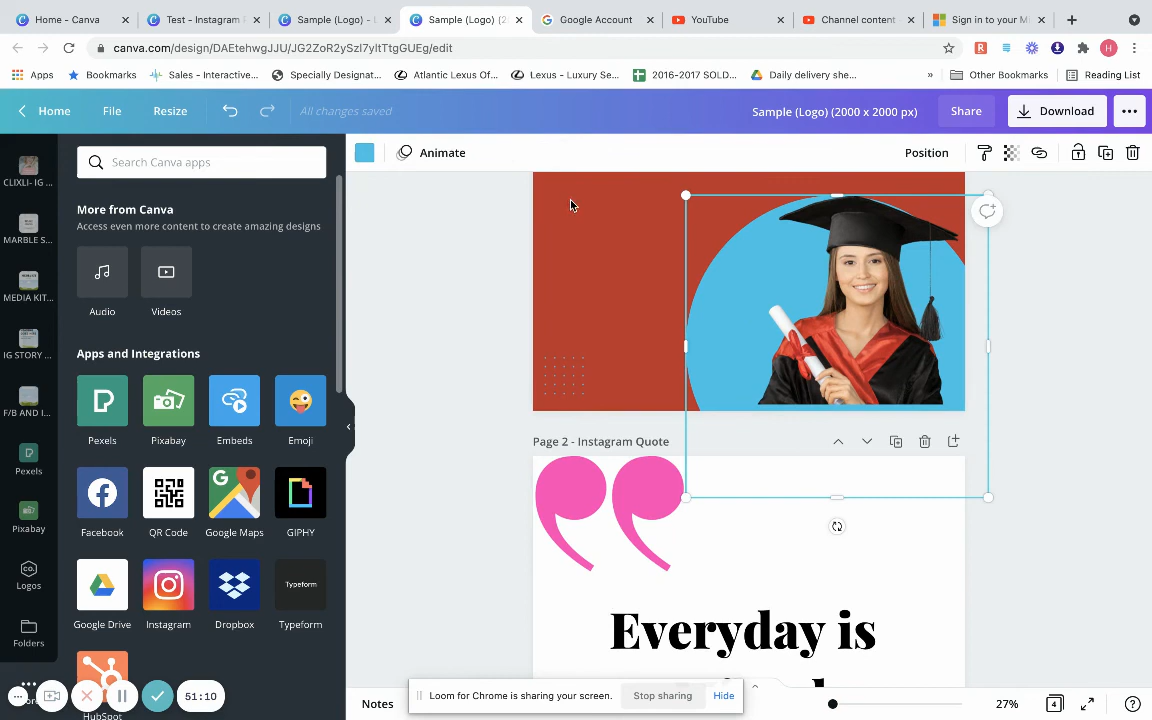 Home - Canva
Test - Instagram
Sample (Logo) -
Sample (Logo) (2
Google Account
YouTube
Channel content
Sign in to your M
canva.com/design/DAEtehwgJJU/JG2ZoR2ySzl7yltTtgGUEg/edit
H
Apps
Bookmarks
Sales - Interactive...
Specially Designat...
Atlantic Lexus Of...
Lexus - Luxury Se...
2016-2017 SOLD...
Daily delivery she...
»
Other Bookmarks
Reading List
Home
File
Resize
All changes saved
Sample (Logo) (2000 x 2000 px)
Share
Download
Animate
Position
Search Canva apps
CLIXLI- IG ...
MARBLE S...
MEDIA KIT...
IG STORY ...
F/B AND I...
Pexels
Pixabay
Logos
Folders
More from Canva
Access even more content to create amazing designs
Audio
Videos
Apps and Integrations
Pexels
Pixabay
Embeds
Emoji
Facebook
QR Code
Google Maps
GIPHY
Typeform
Google Drive
Instagram
Dropbox
Typeform
HubSpot
Page 2 - Instagram Quote
Everyday is
51:10
Loom for Chrome is sharing your screen.
Stop sharing
Hide
Notes
27%
4